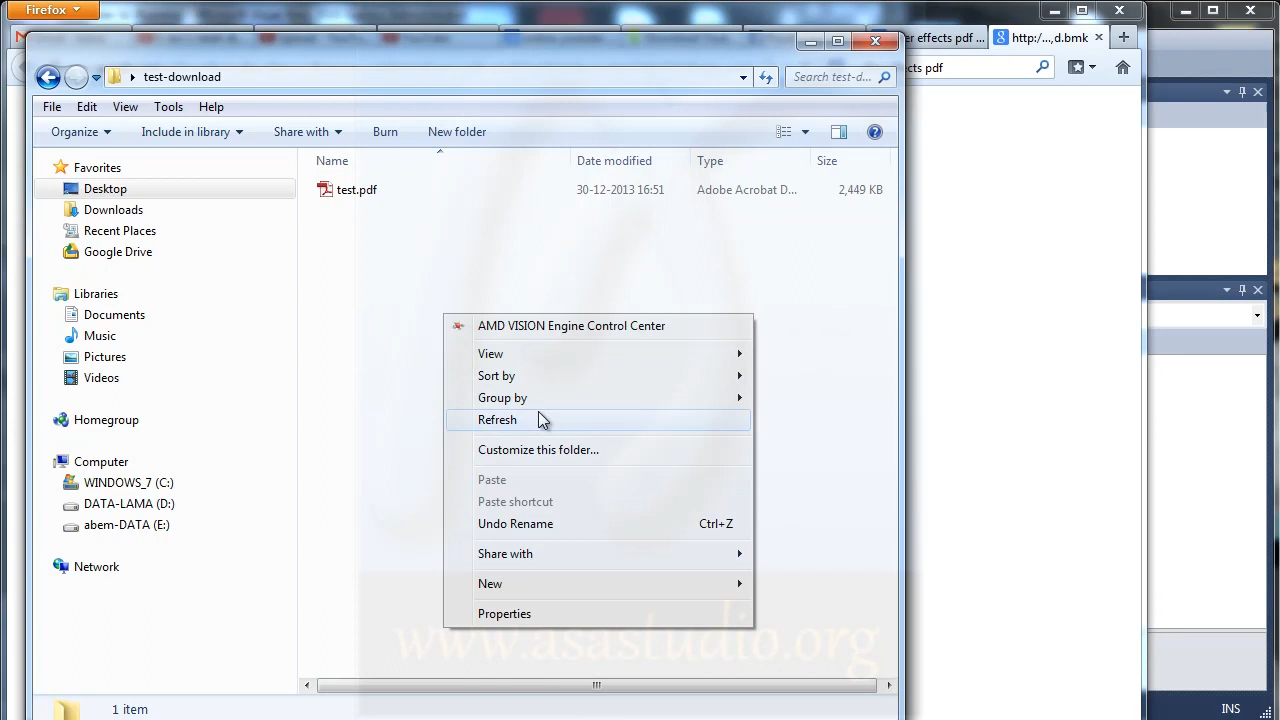 Firefox
er effects pdf ...
http:/...,d.bmk
test-download
Search test-d...
cts pdf
File Edit View Tools Help
Organize Include in library Share with Burn New folder
Name Date modified Type Size
test.pdf 30-12-2013 16:51 Adobe Acrobat D... 2,449 KB
Favorites
Desktop
Downloads
Recent Places
Google Drive
Libraries
Documents
Music
Pictures
Videos
Homegroup
Computer
WINDOWS_7 (C:)
DATA-LAMA (D:)
abem-DATA (E:)
Network
AMD VISION Engine Control Center
View
Sort by
Group by
Refresh
Customize this folder...
Paste
Paste shortcut
Undo Rename Ctrl+Z
Share with
New
Properties
www.asastudio.org
1 item
INS